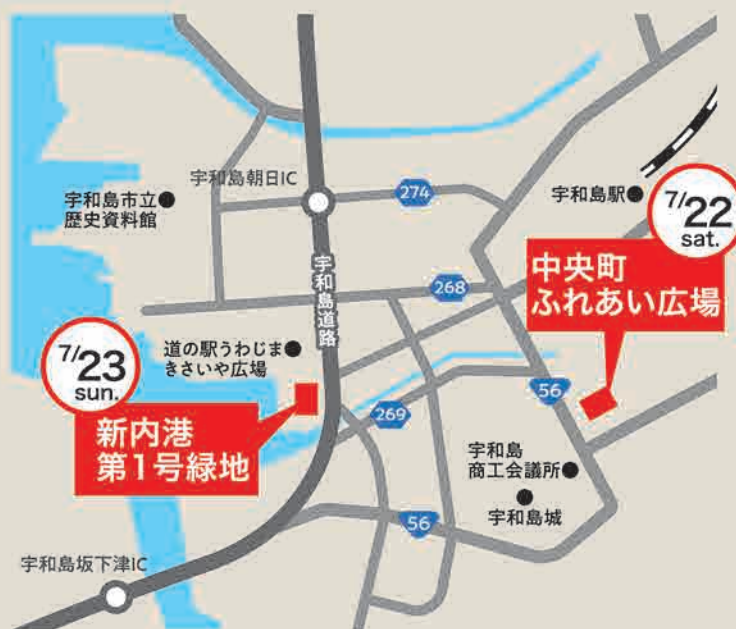 宇和島朝日IC
274
宇和島市立
歴史資料館
宇和島駅
7/22
sat.
中央町
ふれあい広場
宇和島道路
268
7/23
sun.
道の駅うわじま
きさいや広場
新内港
第1号緑地
269
56
宇和島
商工会議所
宇和島城
56
宇和島坂下津IC